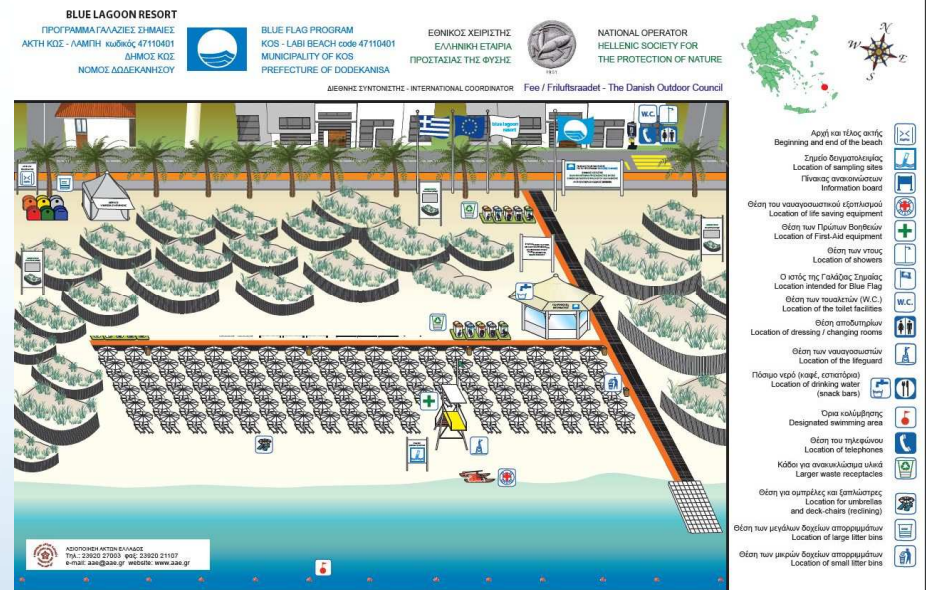 BLUE LAGOON RESORT
ΠΡΟΓΡΑΜΜΑ ΓΑΛΑΖΙΕΣ ΣΗΜΑΙΕΣ
ΑΚΤΗ ΚΩΣ - ΛΑΜΠΗ κωδικός 47110401
ΔΗΜΟΣ ΚΩΣ
ΝΟΜΟΣ ΔΩΔΕΚΑΝΗΣΟΥ
BLUE FLAG PROGRAM
KOS - LABI BEACH code 47110401
MUNICIPALITY OF KOS
PREFECTURE OF DODEKANISA
ΕΘΝΙΚΟΣ ΧΕΙΡΙΣΤΗΣ
ΕΛΛΗΝΙΚΗ ΕΤΑΙΡΙΑ
ΠΡΟΣΤΑΣΙΑΣ ΤΗΣ ΦΥΣΗΣ
1951
NATIONAL OPERATOR
HELLENIC SOCIETY FOR
THE PROTECTION OF NATURE
ΔΙΕΘΝΗΣ ΣΥΝΤΟΝΙΣΤΗΣ - INTERNATIONAL COORDINATOR Fee / Friluftsraadet - The Danish Outdoor Council
N
W
E
S
blue lagoon
resort
W.C.
Αρχή και τέλος ακτής
Beginning and end of the beach
Σημείο δειγματοληψίας
Location of sampling sites
Πίνακας ανακοινώσεων
Information board
Θέση του ναυαγοσωστικού εξοπλισμού
Location of life saving equipment
Θέση των Πρώτων Βοηθειών
Location of First-Aid equipment
Θέση των ντους
Location of showers
Ο ιστός της Γαλάζιας Σημαίας
Location intended for Blue Flag
Θέση των τουαλετών (W.C.)
Location of the toilet facilities
W.C.
Θέση αποδυτηρίων
Location of dressing / changing rooms
Θέση των ναυαγοσωστών
Location of the lifeguard
Πόσιμο νερό (καφέ, εστιατόρια)
Location of drinking water
(snack bars)
Όρια κολύμβησης
Designated swimming area
Θέση του τηλεφώνου
Location of telephones
Κάδοι για ανακυκλώσιμα υλικά
Larger waste receptacles
Θέση για ομπρέλες και ξαπλώστρες
Location for umbrellas
and deck-chairs (reclining)
Θέση των μεγάλων δοχείων απορριμμάτων
Location of large litter bins
Θέση των μικρών δοχείων απορριμμάτων
Location of small litter bins
ΑΞΙΟΠΟΙΗΣΗ ΑΚΤΩΝ ΕΛΛΑΔΟΣ
Τηλ.: 23920 27003 φαξ: 23920 21107
e-mail: aae@aae.gr website: www.aae.gr